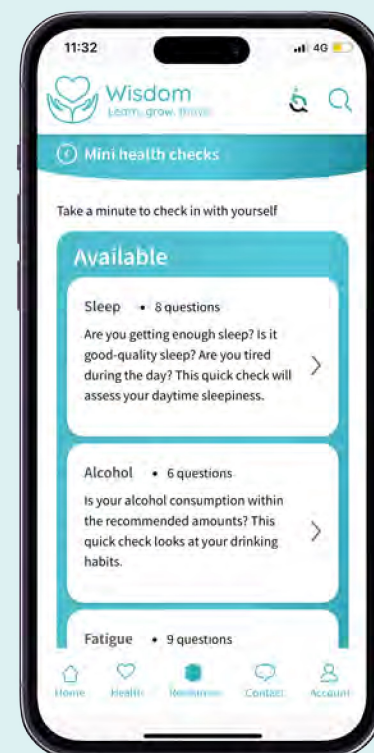 11:32
4G
Wisdom
Learn, grow, thrive
Mini health checks
Take a minute to check in with yourself
Available
Sleep • 8 questions
Are you getting enough sleep? Is it
good-quality sleep? Are you tired
during the day? This quick check will
assess your daytime sleepiness.
Alcohol • 6 questions
Is your alcohol consumption within
the recommended amounts? This
quick check looks at your drinking
habits.
Fatigue • 9 questions
Home Health Resources Contact Account